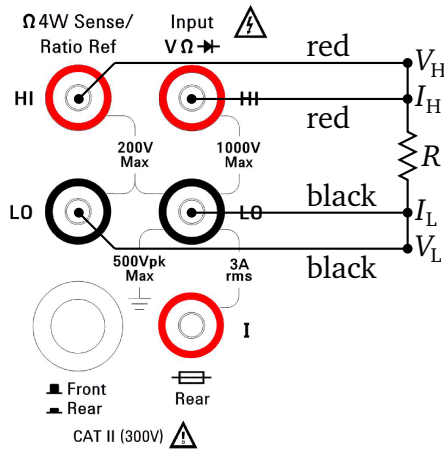 Ω 4W Sense/
Ratio Ref
Input
V Ω
red
V_H
HI
HI
I_H
red
200V
Max
1000V
Max
R
black
LO
LO
I_L
V_L
black
500Vpk
Max
3A
rms
I
Front
Rear
Rear
CAT II (300V)